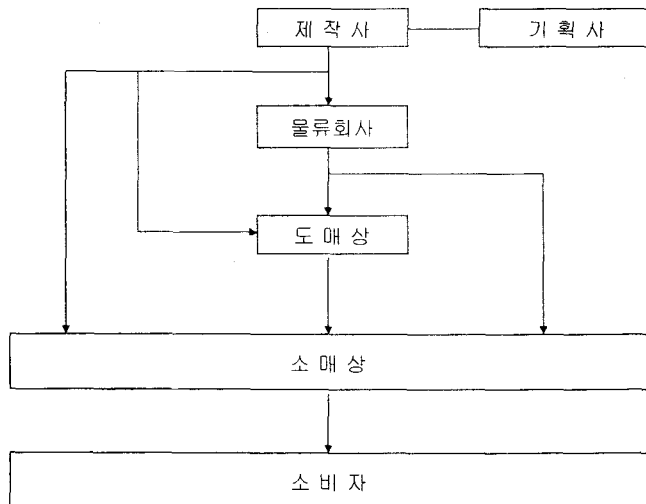 제 작 사
기 획 사
물류회사
도 매 상
소 매 상
소 비 자